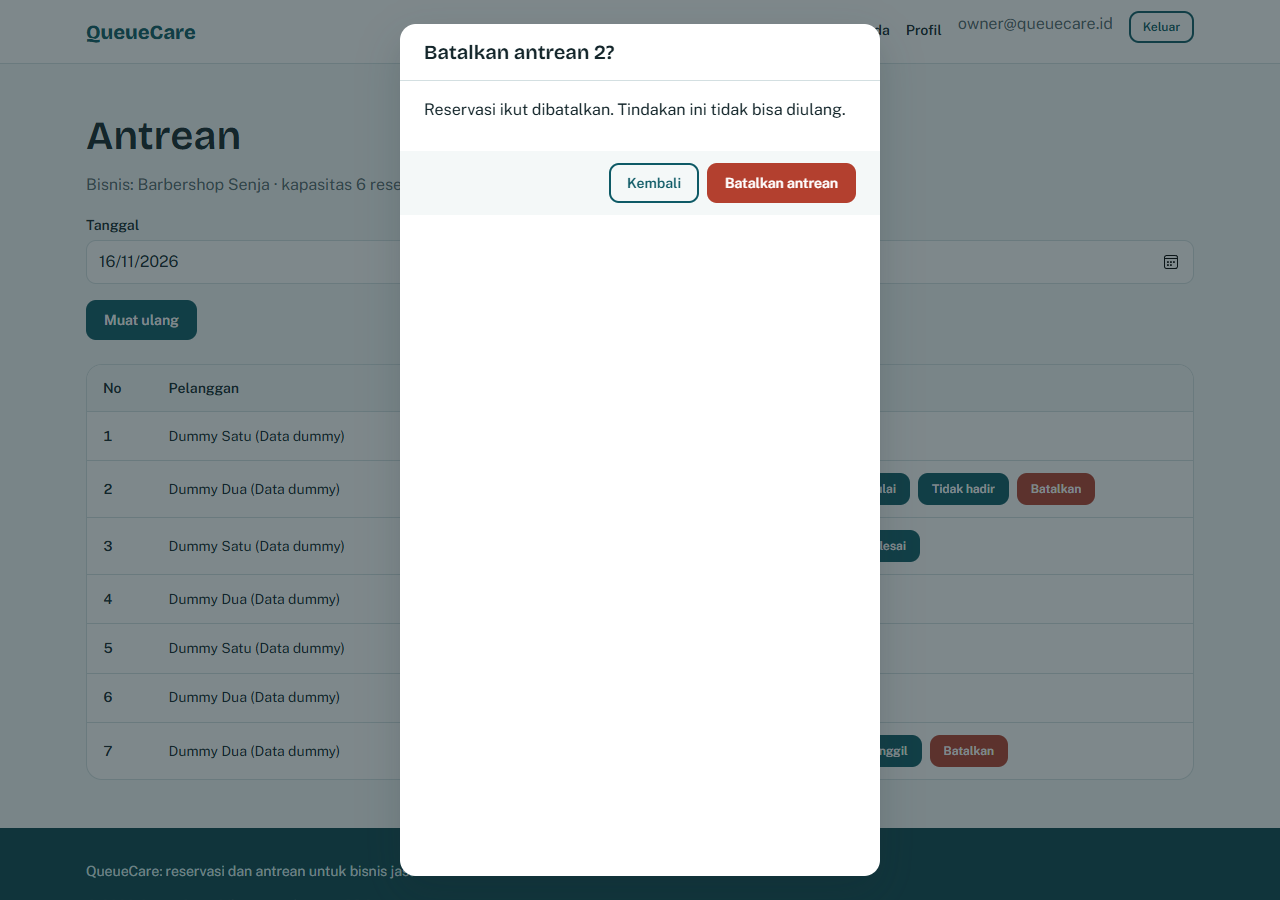 QueueCare
Profil
owner@queuecare.id
Keluar
Batalkan antrean 2?
Reservasi ikut dibatalkan. Tindakan ini tidak bisa diulang.
Kembali
Batalkan antrean
Antrean
Bisnis: Barbershop Senja · kapasitas 6
Tanggal
16/11/2026
Muat ulang
No Pelanggan
1 Dummy Satu (Data dummy)
2 Dummy Dua (Data dummy) Tidak hadir Batalkan
3 Dummy Satu (Data dummy)
4 Dummy Dua (Data dummy)
5 Dummy Satu (Data dummy)
6 Dummy Dua (Data dummy)
7 Dummy Dua (Data dummy) Batalkan
QueueCare: reservasi dan antrean untuk bisnis